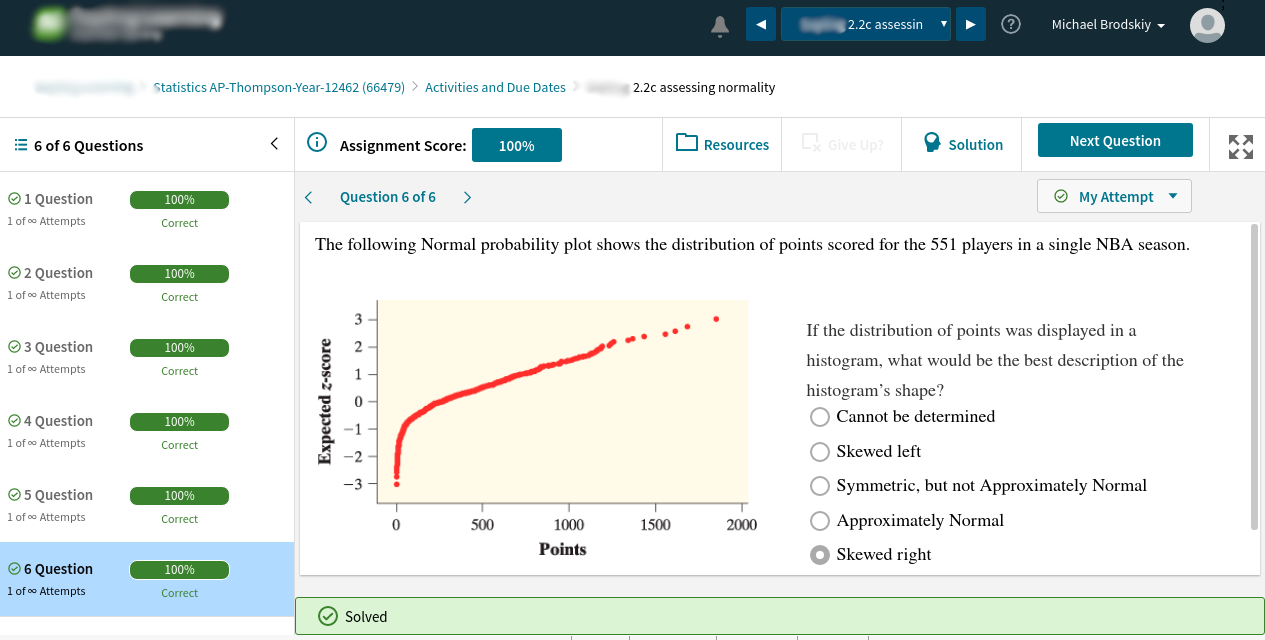 2.2c assessin
Michael Brodskiy
Statistics AP-Thompson-Year-12462 (66479) > Activities and Due Dates > 2.2c assessing normality
6 of 6 Questions
Assignment Score: 100%
Resources
Give Up?
Solution
Next Question
1 Question 100%
1 of ∞ Attempts Correct
2 Question 100%
1 of ∞ Attempts Correct
3 Question 100%
1 of ∞ Attempts Correct
4 Question 100%
1 of ∞ Attempts Correct
5 Question 100%
1 of ∞ Attempts Correct
6 Question 100%
1 of ∞ Attempts Correct
Question 6 of 6
My Attempt
The following Normal probability plot shows the distribution of points scored for the 551 players in a single NBA season.
Expected z-score
3
2
1
0
−1
−2
−3
0 500 1000 1500 2000
Points
If the distribution of points was displayed in a
histogram, what would be the best description of the
histogram's shape?
Cannot be determined
Skewed left
Symmetric, but not Approximately Normal
Approximately Normal
Skewed right
Solved